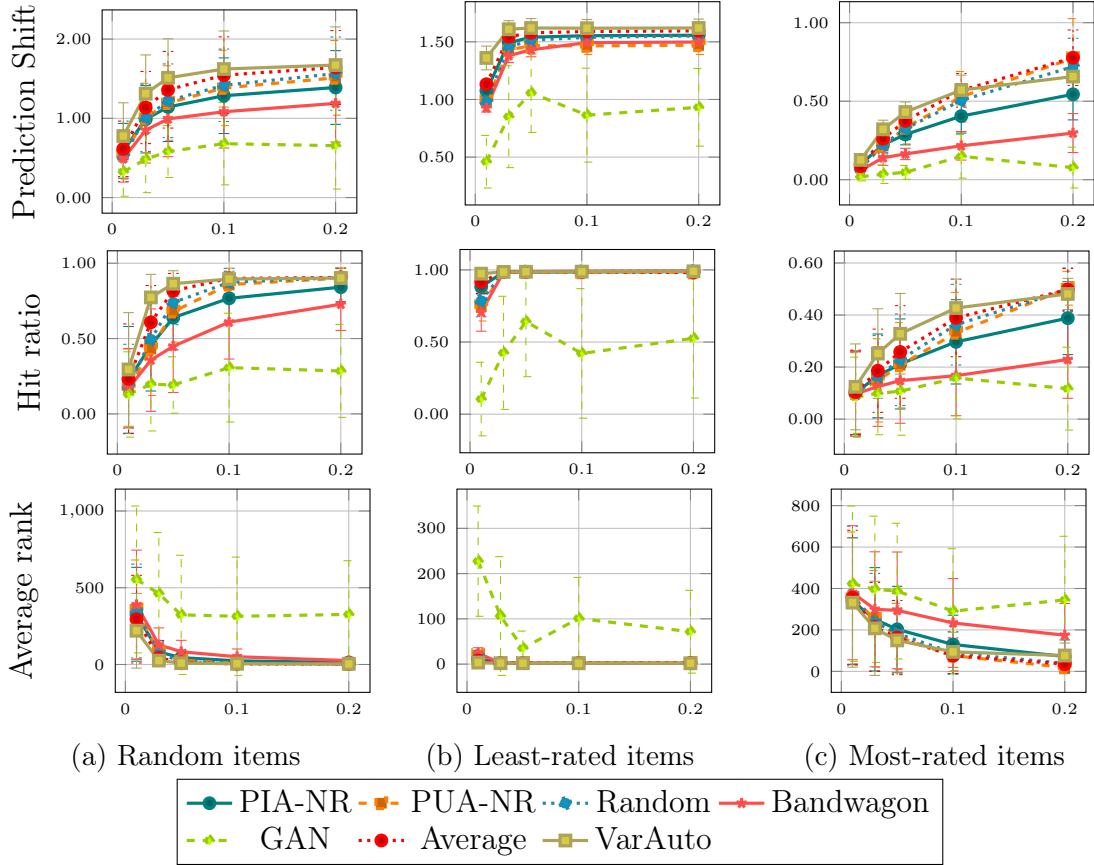 Prediction Shift
2.00
1.00
0.00
0 0.1 0.2
1.50
1.00
0.50
0 0.1 0.2
0.50
0.00
0 0.1 0.2
Hit ratio
1.00
0.50
0.00
0 0.1 0.2
1.00
0.50
0.00
0 0.1 0.2
0.60
0.40
0.20
0.00
0 0.1 0.2
Average rank
1,000
500
0
0 0.1 0.2
300
200
100
0
0 0.1 0.2
800
600
400
200
0
0 0.1 0.2
(a) Random items
(b) Least-rated items
(c) Most-rated items
PIA-NR PUA-NR Random Bandwagon
GAN Average VarAuto